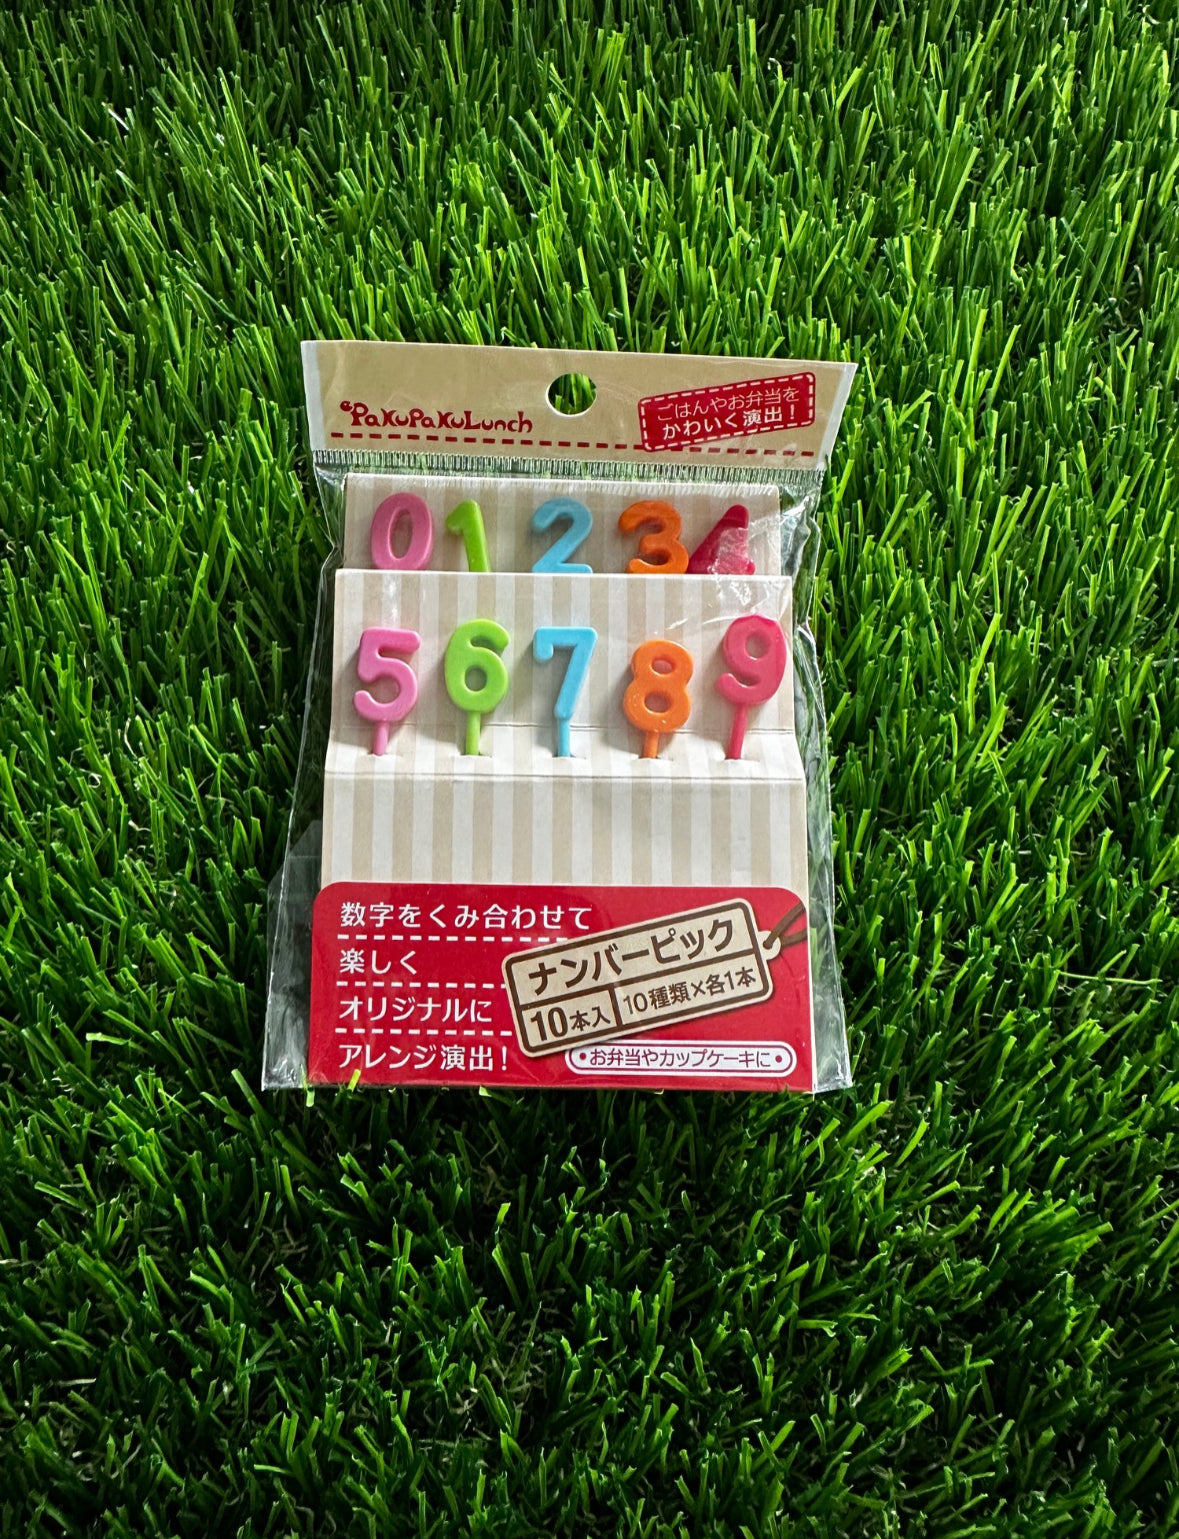 PakuPakuLunch
ごはんやお弁当を
かわいく演出！
0 1 2 3 4
5 6 7 8 9
数字をくみ合わせて
楽しく
オリジナルに
アレンジ演出！
ナンバーピック
10本入 10種類×各1本
•お弁当やカップケーキに•